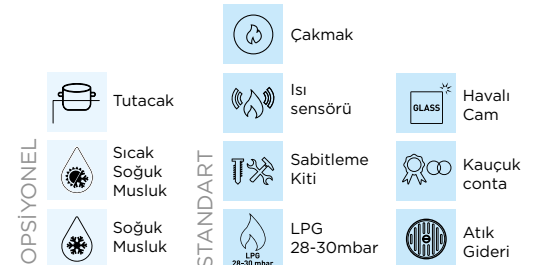 OPSİYONEL
Tutacak
Sıcak
Soğuk
Musluk
Soğuk
Musluk
STANDART
Çakmak
Isı
sensörü
Sabitleme
Kiti
LPG
28-30 mbar
LPG
28-30mbar
GLASS
Havalı
Cam
Kauçuk
conta
Atık
Gideri